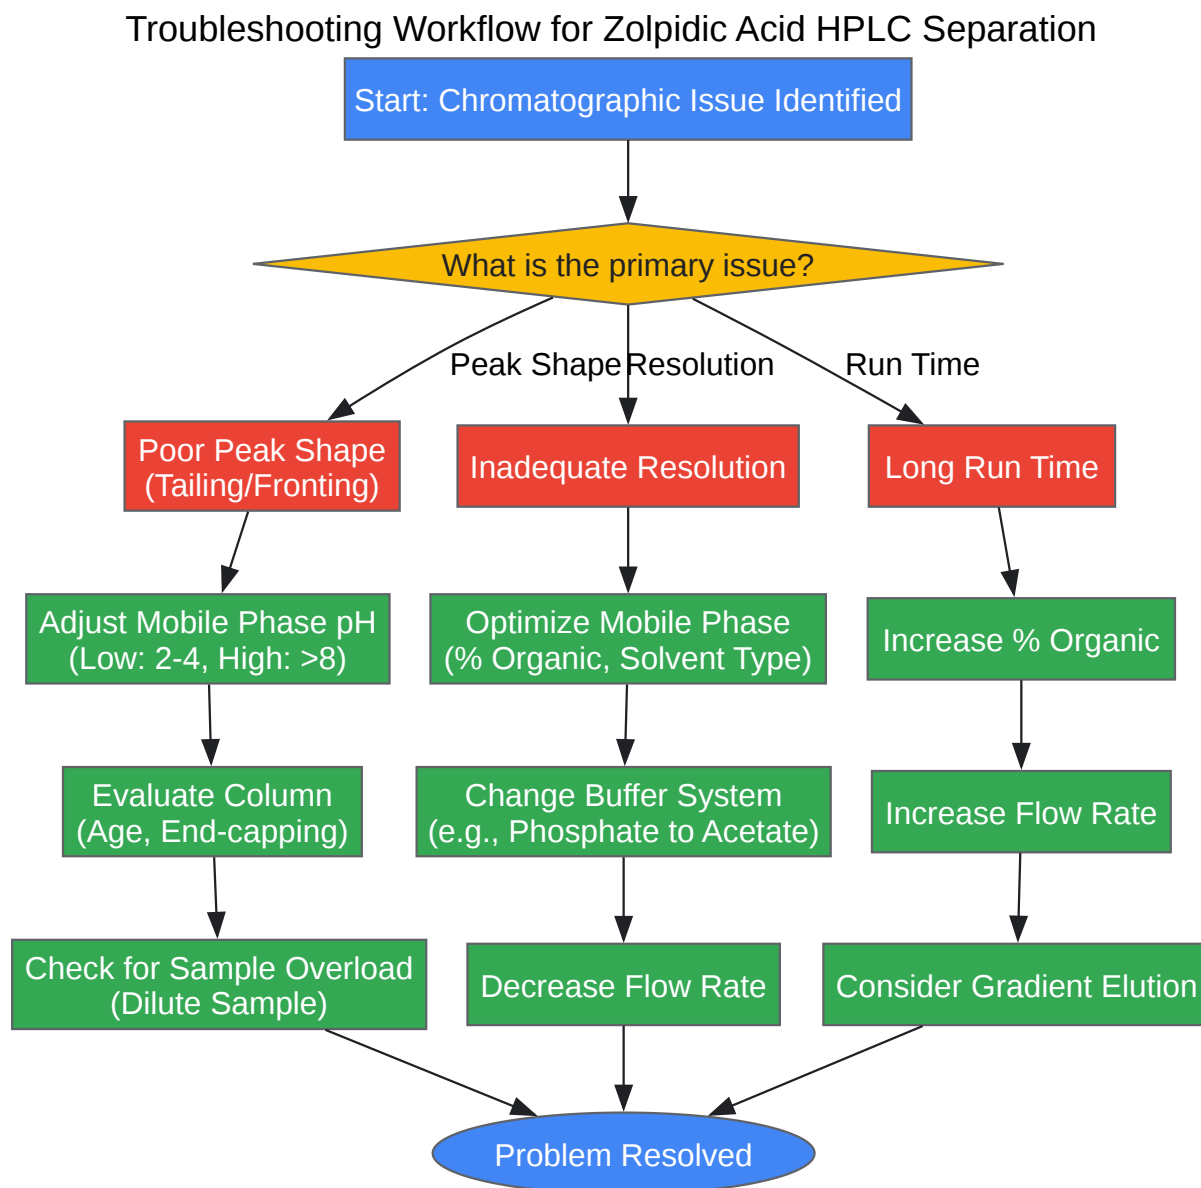 Troubleshooting Workflow for Zolpidic Acid HPLC Separation
Start: Chromatographic Issue Identified
What is the primary issue?
Peak Shape
Resolution
Run Time
Poor Peak Shape
(Tailing/Fronting)
Inadequate Resolution
Long Run Time
Adjust Mobile Phase pH
(Low: 2-4, High: >8)
Optimize Mobile Phase
(% Organic, Solvent Type)
Increase % Organic
Evaluate Column
(Age, End-capping)
Change Buffer System
(e.g., Phosphate to Acetate)
Increase Flow Rate
Check for Sample Overload
(Dilute Sample)
Decrease Flow Rate
Consider Gradient Elution
Problem Resolved